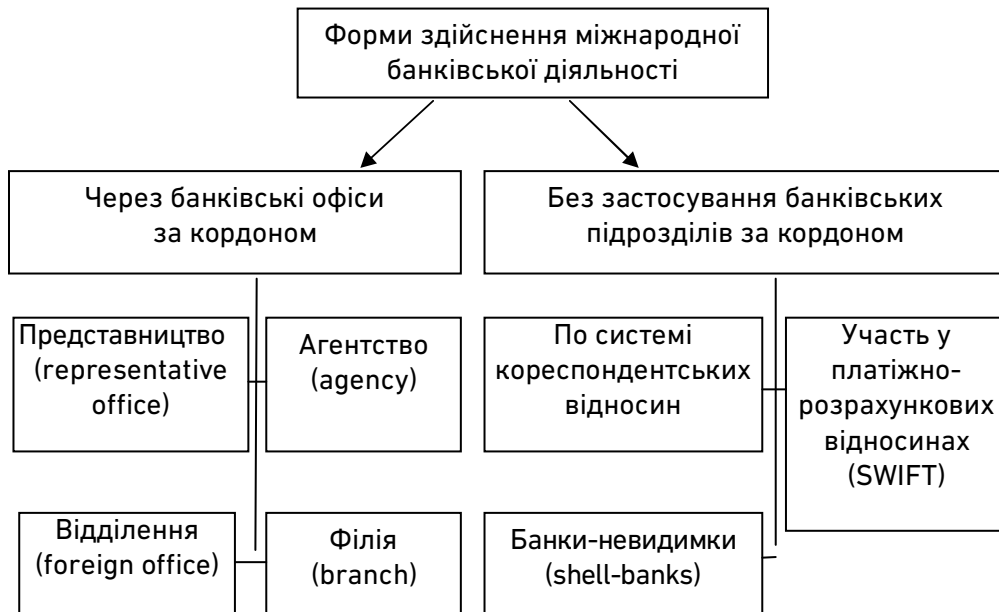 Форми здійснення міжнародної
банківської діяльності
Через банківські офіси
за кордоном
Без застосування банківських
підрозділів за кордоном
Представництво
(representative
office)
Агентство
(agency)
По системі
кореспондентських
відносин
Участь у
платіжно-
розрахункових
відносинах
(SWIFT)
Відділення
(foreign office)
Філія
(branch)
Банки-невидимки
(shell-banks)